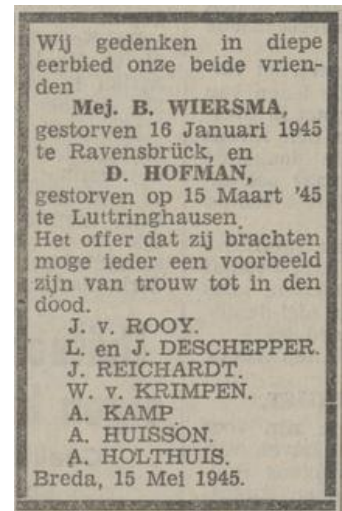 Wij gedenken in diepe
eerbied onze beide vrien-
den
Mej. B. WIERSMA,
gestorven 16 Januari 1945
te Ravensbrück, en
D. HOFMAN,
gestorven op 15 Maart '45
te Luttringhausen.
Het offer dat zij brachten
moge ieder een voorbeeld
zijn van trouw tot in den
dood.
J. v. ROOY.
L. en J. DESCHEPPER.
J. REICHARDT.
W. v. KRIMPEN.
A. KAMP
A. HUISSON.
A. HOLTHUIS.
Breda, 15 Mei 1945.